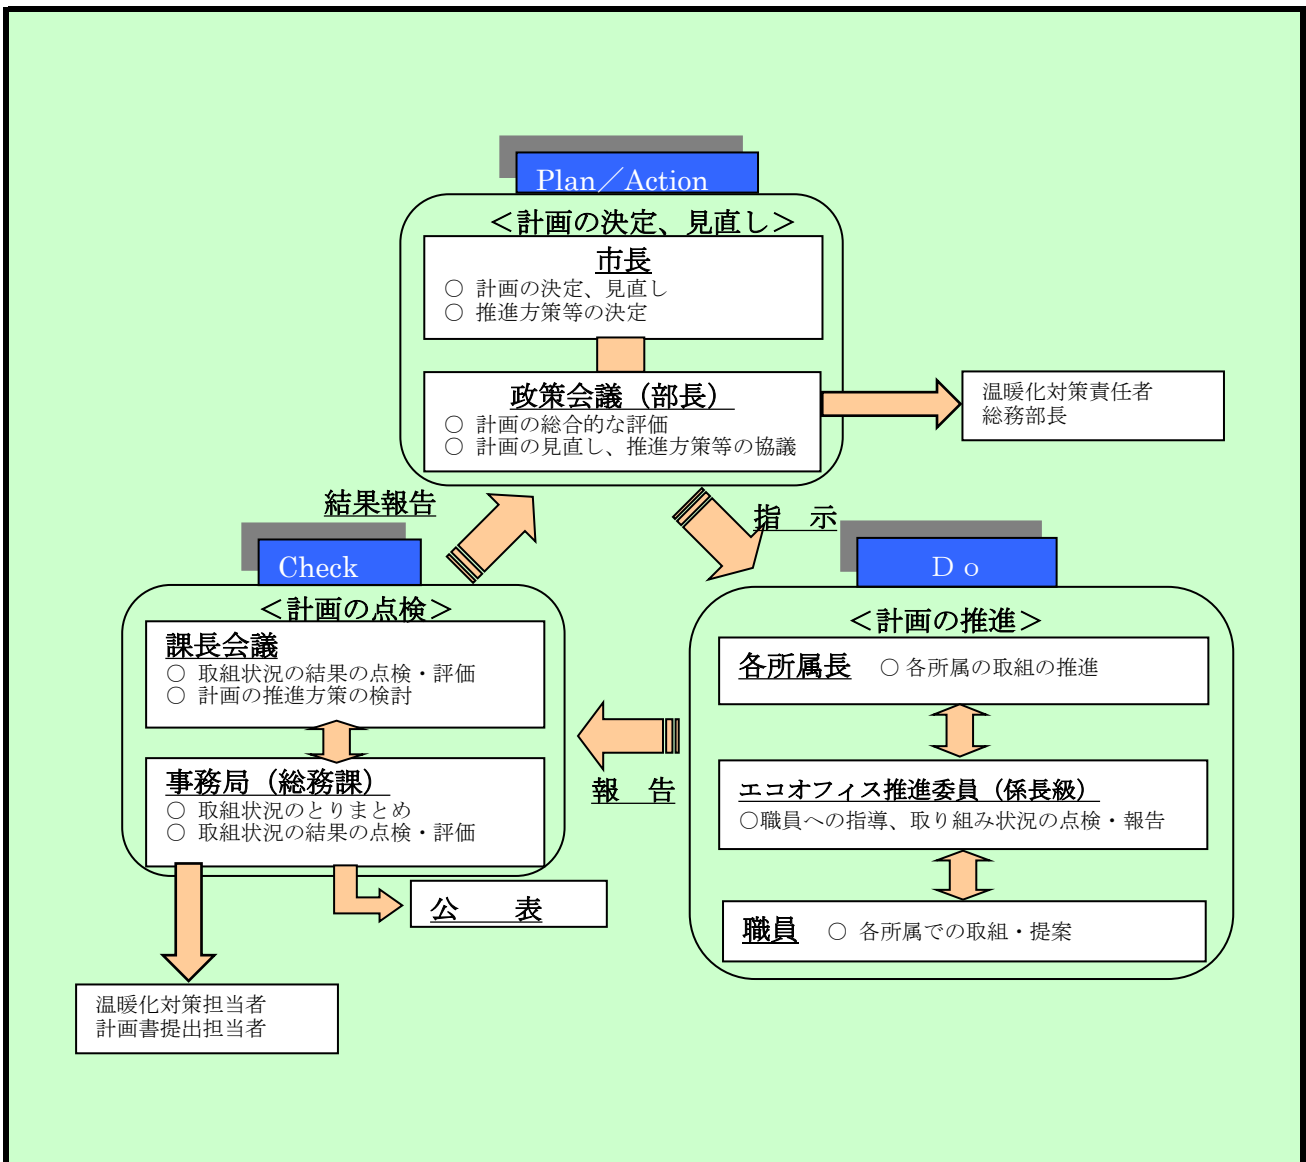 Plan／Action
＜計画の決定、見直し＞
市長
○ 計画の決定、見直し
○ 推進方策等の決定
政策会議（部長）
○ 計画の総合的な評価
○ 計画の見直し、推進方策等の協議
温暖化対策責任者
総務部長
結果報告
指　示
Check
＜計画の点検＞
課長会議
○ 取組状況の結果の点検・評価
○ 計画の推進方策の検討
事務局（総務課）
○ 取組状況のとりまとめ
○ 取組状況の結果の点検・評価
公　　表
温暖化対策担当者
計画書提出担当者
報　告
Ｄｏ
＜計画の推進＞
各所属長　○ 各所属の取組の推進
エコオフィス推進委員（係長級）
○職員への指導、取り組み状況の点検・報告
職員　○ 各所属での取組・提案